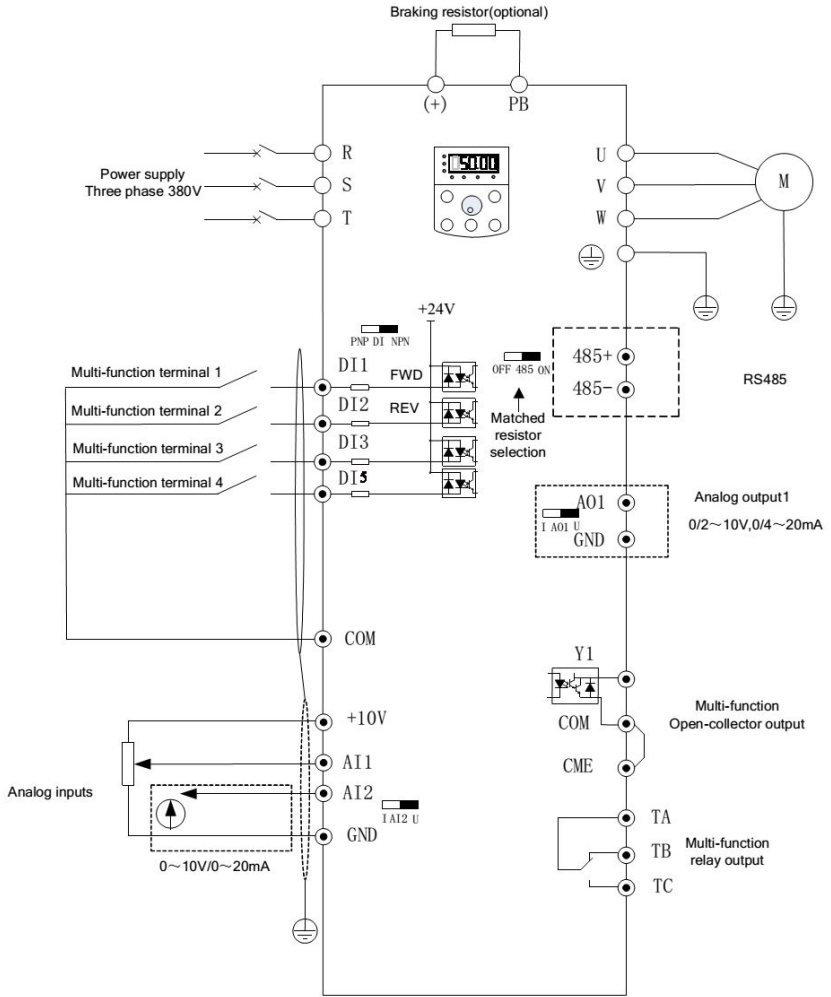 Braking resistor(optional)
(+)
PB
R
S
T
Power supply
Three phase 380V
50.00
U
V
W
M
+24V
PNP DI NPN
Multi-function terminal 1
DI1
FWD
Multi-function terminal 2
DI2
REV
Multi-function terminal 3
DI3
Multi-function terminal 4
DI5
OFF 485 ON
Matched
resistor
selection
485+
485-
RS485
AO1
I AO1 U
GND
Analog output1
0/2～10V,0/4～20mA
COM
Y1
COM
CME
Multi-function
Open-collector output
+10V
AI1
AI2
I AI2 U
GND
Analog inputs
0～10V/0～20mA
TA
TB
TC
Multi-function
relay output